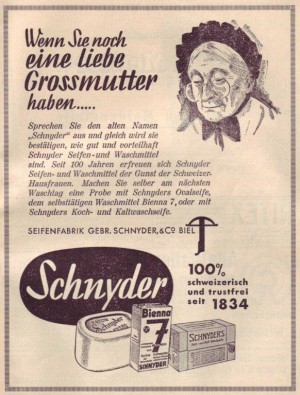 Wenn Sie noch
eine liebe
Grossmutter
haben.....
Sprechen Sie den alten Namen
„Schnyder" aus und gleich wird sie
bestätigen, wie gut und vorteilhaft
Schnyder Seifen- und Waschmittel
sind. Seit 100 Jahren erfreuen sich Schnyder
Seifen- und Waschmittel der Gunst der Schweizer-
Hausfrauen. Machen Sie selber am nächsten
Waschtag eine Probe mit Schnyders Ovalseife,
dem selbsttätigen Waschmittel Bienna 7, oder mit
Schnyders Koch- und Kaltwaschseife.
SEIFENFABRIK GEBR. SCHNYDER, & Co BIEL
Schnyder
100%
schweizerisch
und trustfrei
seit 1834
Schnyder
Bienna
7
SCHNYDER
SCHNYDER'S